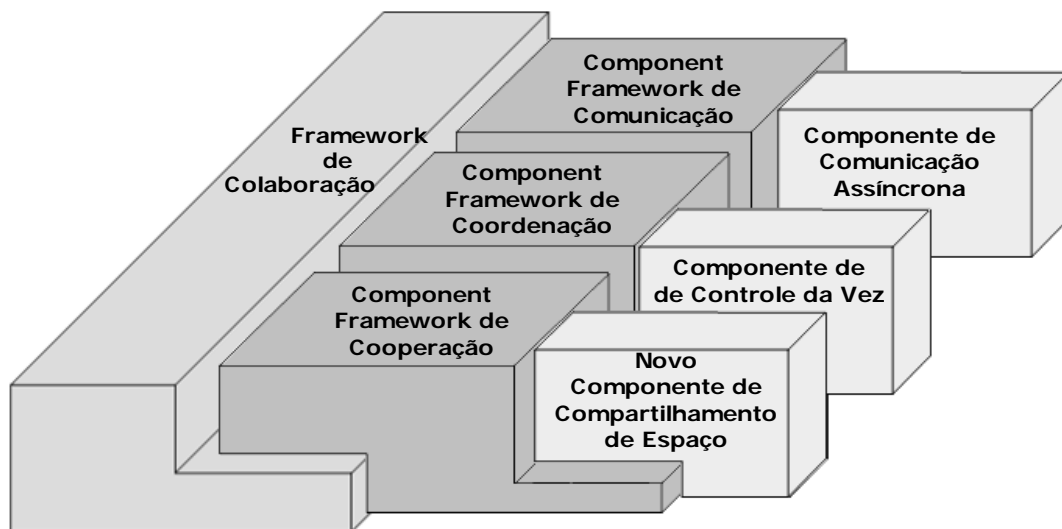 Framework
de
Colaboração
Component
Framework de
Comunicação
Componente de
Comunicação
Assíncrona
Component
Framework de
Coordenação
Componente de
de Controle da Vez
Component
Framework de
Cooperação
Novo
Componente de
Compartilhamento
de Espaço